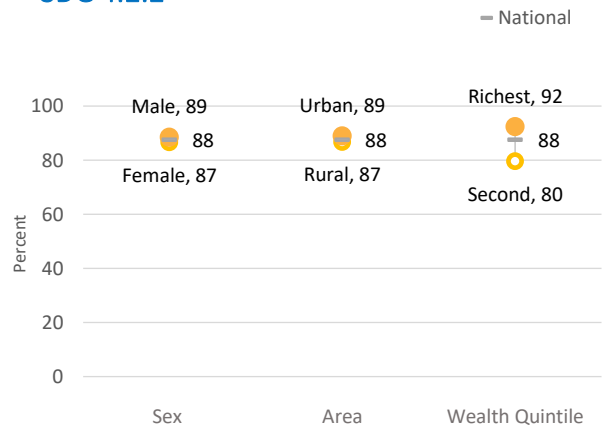 National
100
80
60
40
20
0
Percent
Male, 89
88
Female, 87
Urban, 89
88
Rural, 87
Richest, 92
88
Second, 80
Sex
Area
Wealth Quintile